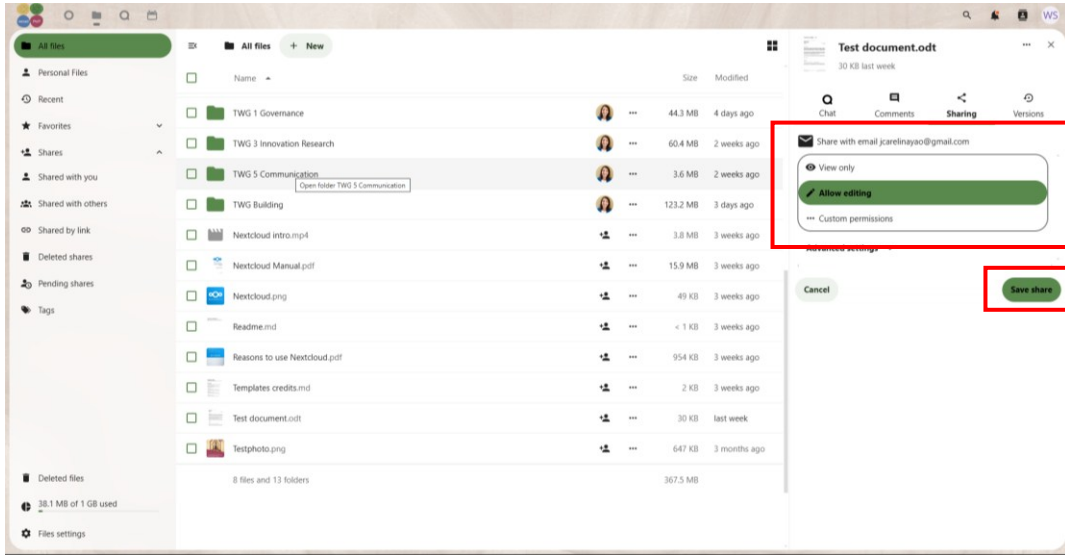 WS
All files
Personal Files
Recent
Favorites
Shares
Shared with you
Shared with others
Shared by link
Deleted shares
Pending shares
Tags
Deleted files
38.1 MB of 1 GB used
Files settings
All files
+ New
Name
Size
Modified
TWG 1 Governance
44.3 MB
4 days ago
TWG 3 Innovation Research
60.4 MB
2 weeks ago
TWG 5 Communication
3.6 MB
2 weeks ago
Open folder TWG 5 Communication
TWG Building
123.2 MB
3 days ago
Nextcloud intro.mp4
3.8 MB
3 weeks ago
Nextcloud Manual.pdf
15.9 MB
3 weeks ago
Nextcloud.png
49 KB
3 weeks ago
Readme.md
< 1 KB
3 weeks ago
Reasons to use Nextcloud.pdf
954 KB
3 weeks ago
Templates credits.md
2 KB
3 weeks ago
Test document.odt
30 KB
last week
Testphoto.png
647 KB
3 months ago
8 files and 13 folders
367.5 MB
Test document.odt
30 KB last week
Chat
Comments
Sharing
Versions
Share with email jcarelinayao@gmail.com
View only
Allow editing
Custom permissions
Advanced settings
Cancel
Save share